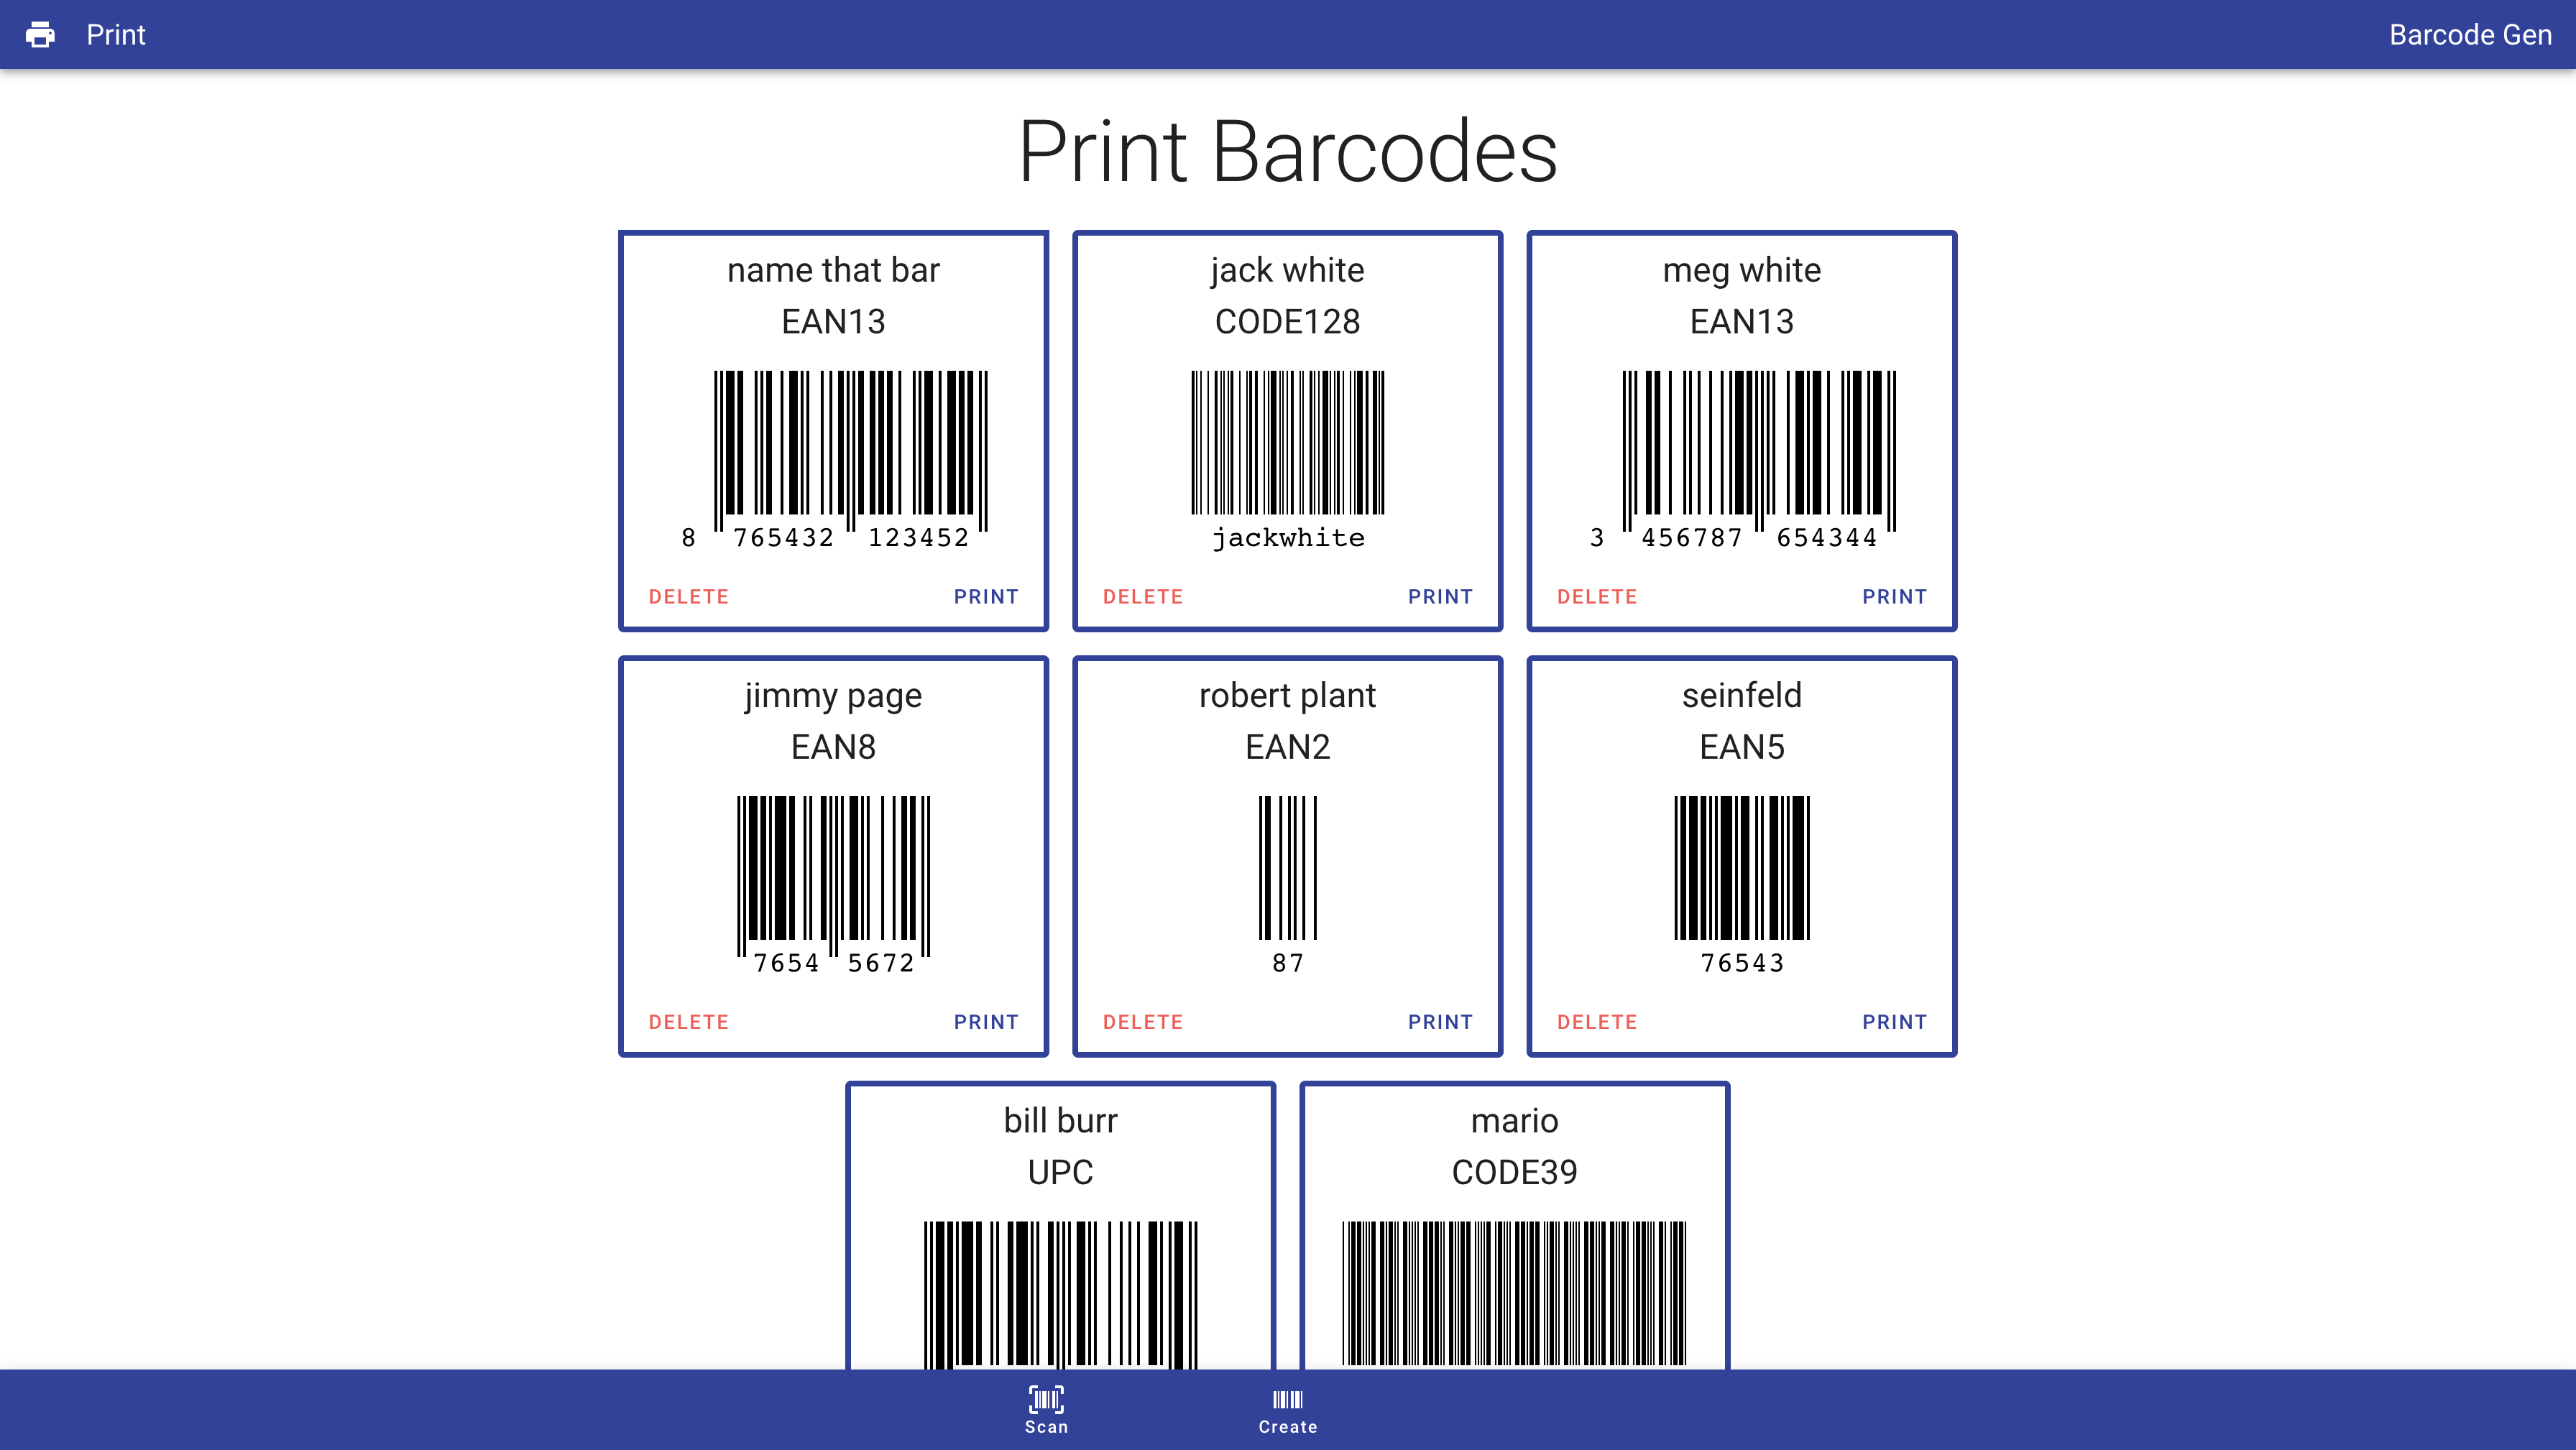 Print
Barcode Gen
Print Barcodes
name that bar
EAN13
8 765432 123452
DELETE PRINT
jack white
CODE128
jackwhite
DELETE PRINT
meg white
EAN13
3 456787 654344
DELETE PRINT
jimmy page
EAN8
7654 5672
DELETE PRINT
robert plant
EAN2
87
DELETE PRINT
seinfeld
EAN5
76543
DELETE PRINT
bill burr
UPC
mario
CODE39
Scan
Create